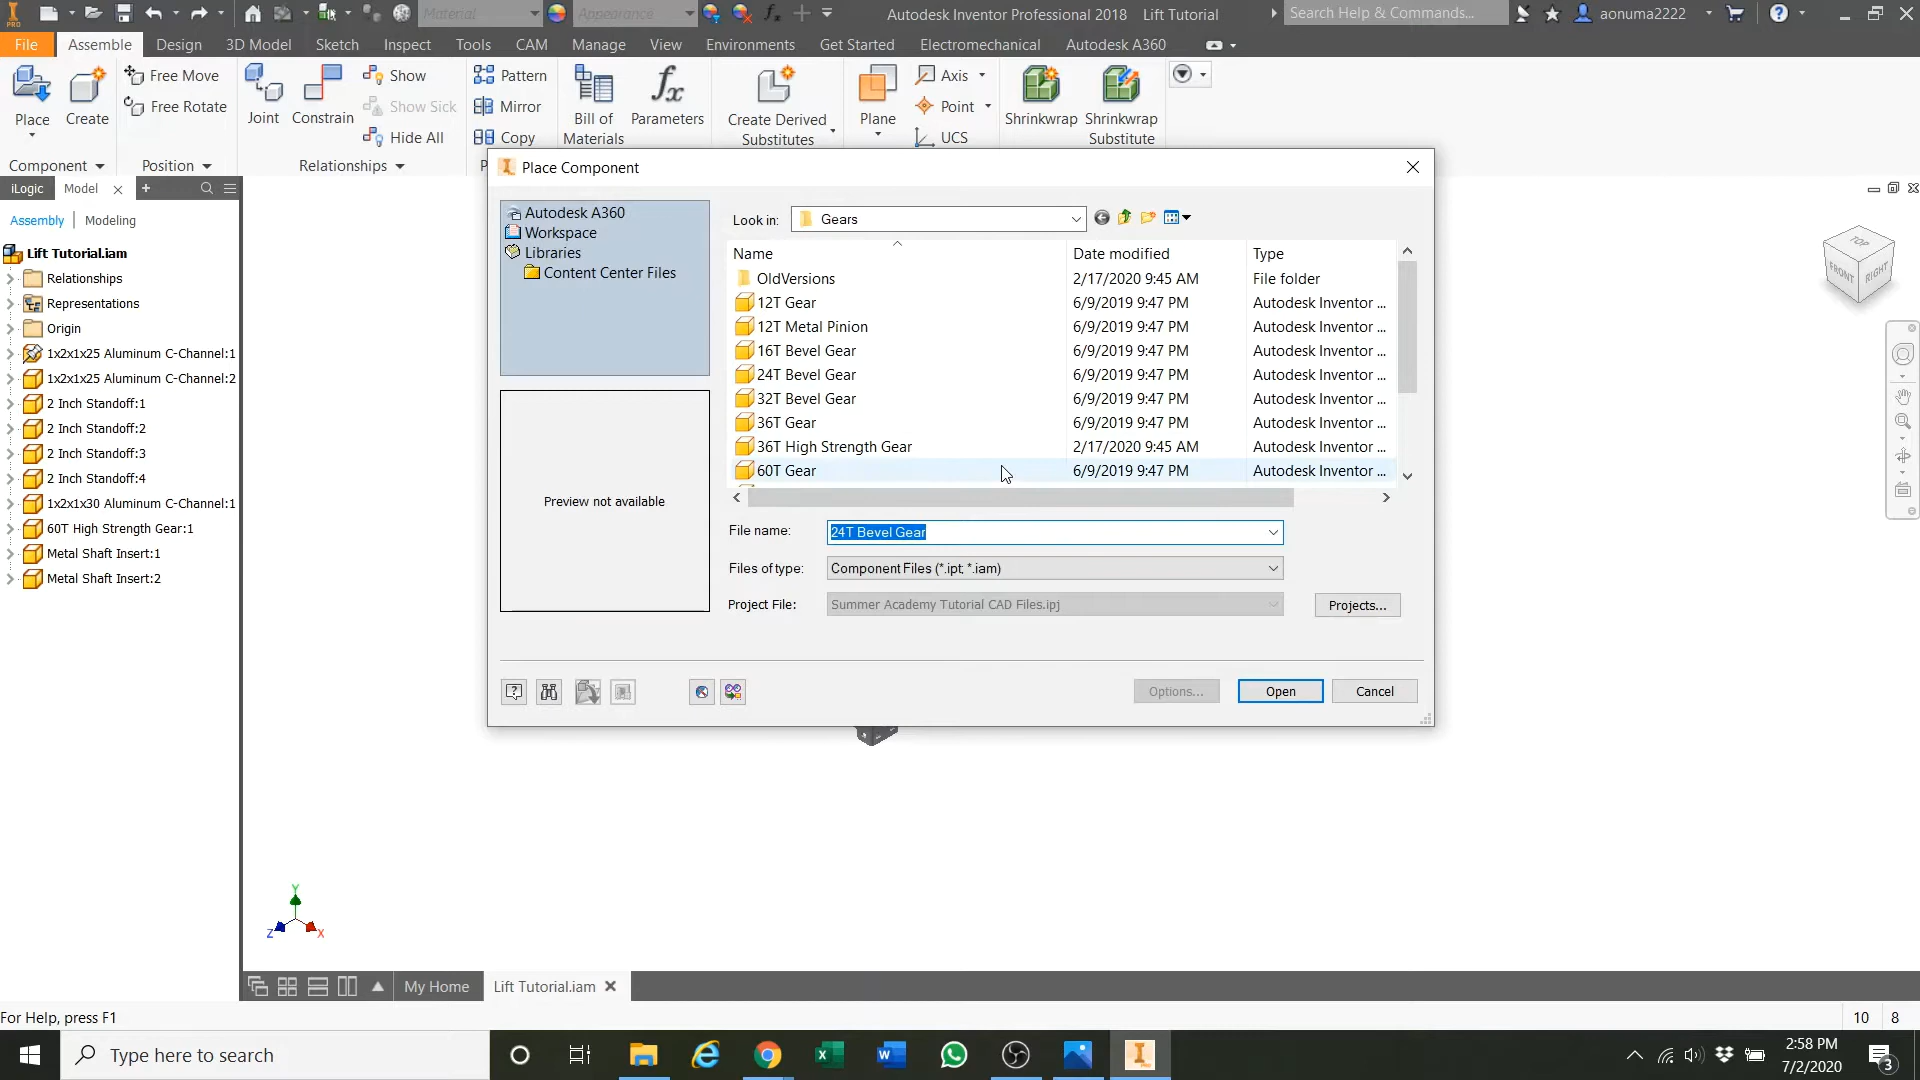 PRO
Material
Appearance
Autodesk Inventor Professional 2018 Lift Tutorial
Search Help & Commands...
aonuma2222
File Assemble Design 3D Model Sketch Inspect Tools CAM Manage View Environments Get Started Electromechanical Autodesk A360
Place
Create
Free Move
Free Rotate
Joint
Constrain
Show
Show Sick
Hide All
Pattern
Mirror
Copy
Bill of
Materials
Parameters
Create Derived
Substitutes
Plane
Axis
Point
UCS
Shrinkwrap
Shrinkwrap
Substitute
Component
Position
Relationships
P
iLogic Model
Assembly Modeling
Lift Tutorial.iam
Relationships
Representations
Origin
1x2x1x25 Aluminum C-Channel:1
1x2x1x25 Aluminum C-Channel:2
2 Inch Standoff:1
2 Inch Standoff:2
2 Inch Standoff:3
2 Inch Standoff:4
1x2x1x30 Aluminum C-Channel:1
60T High Strength Gear:1
Metal Shaft Insert:1
Metal Shaft Insert:2
Place Component
Autodesk A360
Workspace
Libraries
Content Center Files
Preview not available
Look in: Gears
Name Date modified Type
OldVersions 2/17/2020 9:45 AM File folder
12T Gear 6/9/2019 9:47 PM Autodesk Inventor ...
12T Metal Pinion 6/9/2019 9:47 PM Autodesk Inventor ...
16T Bevel Gear 6/9/2019 9:47 PM Autodesk Inventor ...
24T Bevel Gear 6/9/2019 9:47 PM Autodesk Inventor ...
32T Bevel Gear 6/9/2019 9:47 PM Autodesk Inventor ...
36T Gear 6/9/2019 9:47 PM Autodesk Inventor ...
36T High Strength Gear 2/17/2020 9:45 AM Autodesk Inventor ...
60T Gear 6/9/2019 9:47 PM Autodesk Inventor ...
File name: 24T Bevel Gear
Files of type: Component Files (*.ipt; *.iam)
Project File: Summer Academy Tutorial CAD Files.ipj
Projects...
Options... Open Cancel
TOP
FRONT
RIGHT
Y
Z
X
My Home Lift Tutorial.iam
For Help, press F1
10 8
Type here to search
2:58 PM
7/2/2020
3